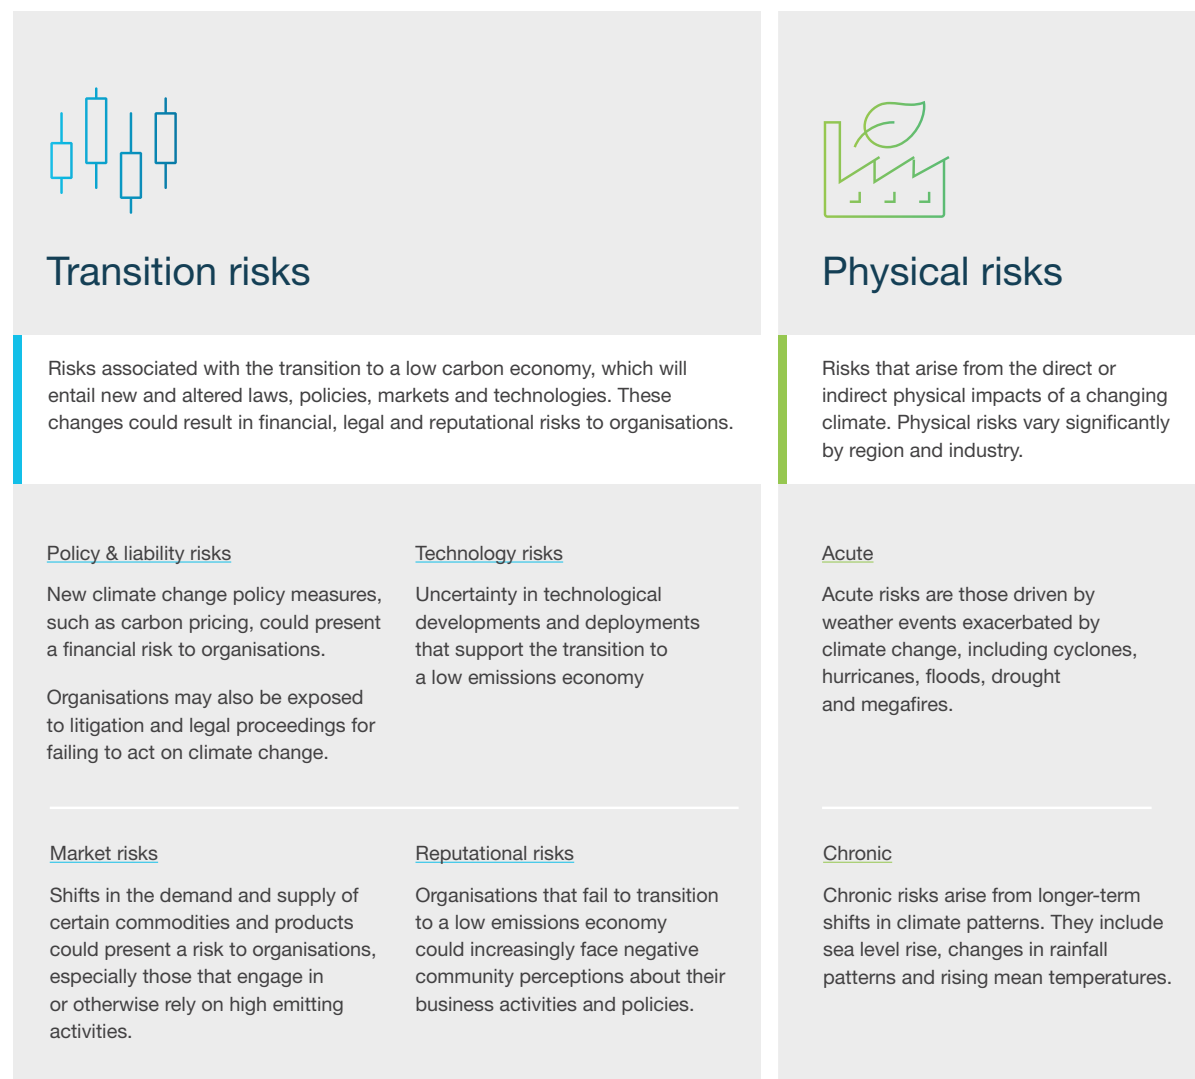 Transition risks
Risks associated with the transition to a low carbon economy, which will
entail new and altered laws, policies, markets and technologies. These
changes could result in financial, legal and reputational risks to organisations.
Policy & liability risks
New climate change policy measures,
such as carbon pricing, could present
a financial risk to organisations.
Organisations may also be exposed
to litigation and legal proceedings for
failing to act on climate change.
Technology risks
Uncertainty in technological
developments and deployments
that support the transition to
a low emissions economy
Market risks
Shifts in the demand and supply of
certain commodities and products
could present a risk to organisations,
especially those that engage in
or otherwise rely on high emitting
activities.
Reputational risks
Organisations that fail to transition
to a low emissions economy
could increasingly face negative
community perceptions about their
business activities and policies.
Physical risks
Risks that arise from the direct or
indirect physical impacts of a changing
climate. Physical risks vary significantly
by region and industry.
Acute
Acute risks are those driven by
weather events exacerbated by
climate change, including cyclones,
hurricanes, floods, drought
and megafires.
Chronic
Chronic risks arise from longer-term
shifts in climate patterns. They include
sea level rise, changes in rainfall
patterns and rising mean temperatures.